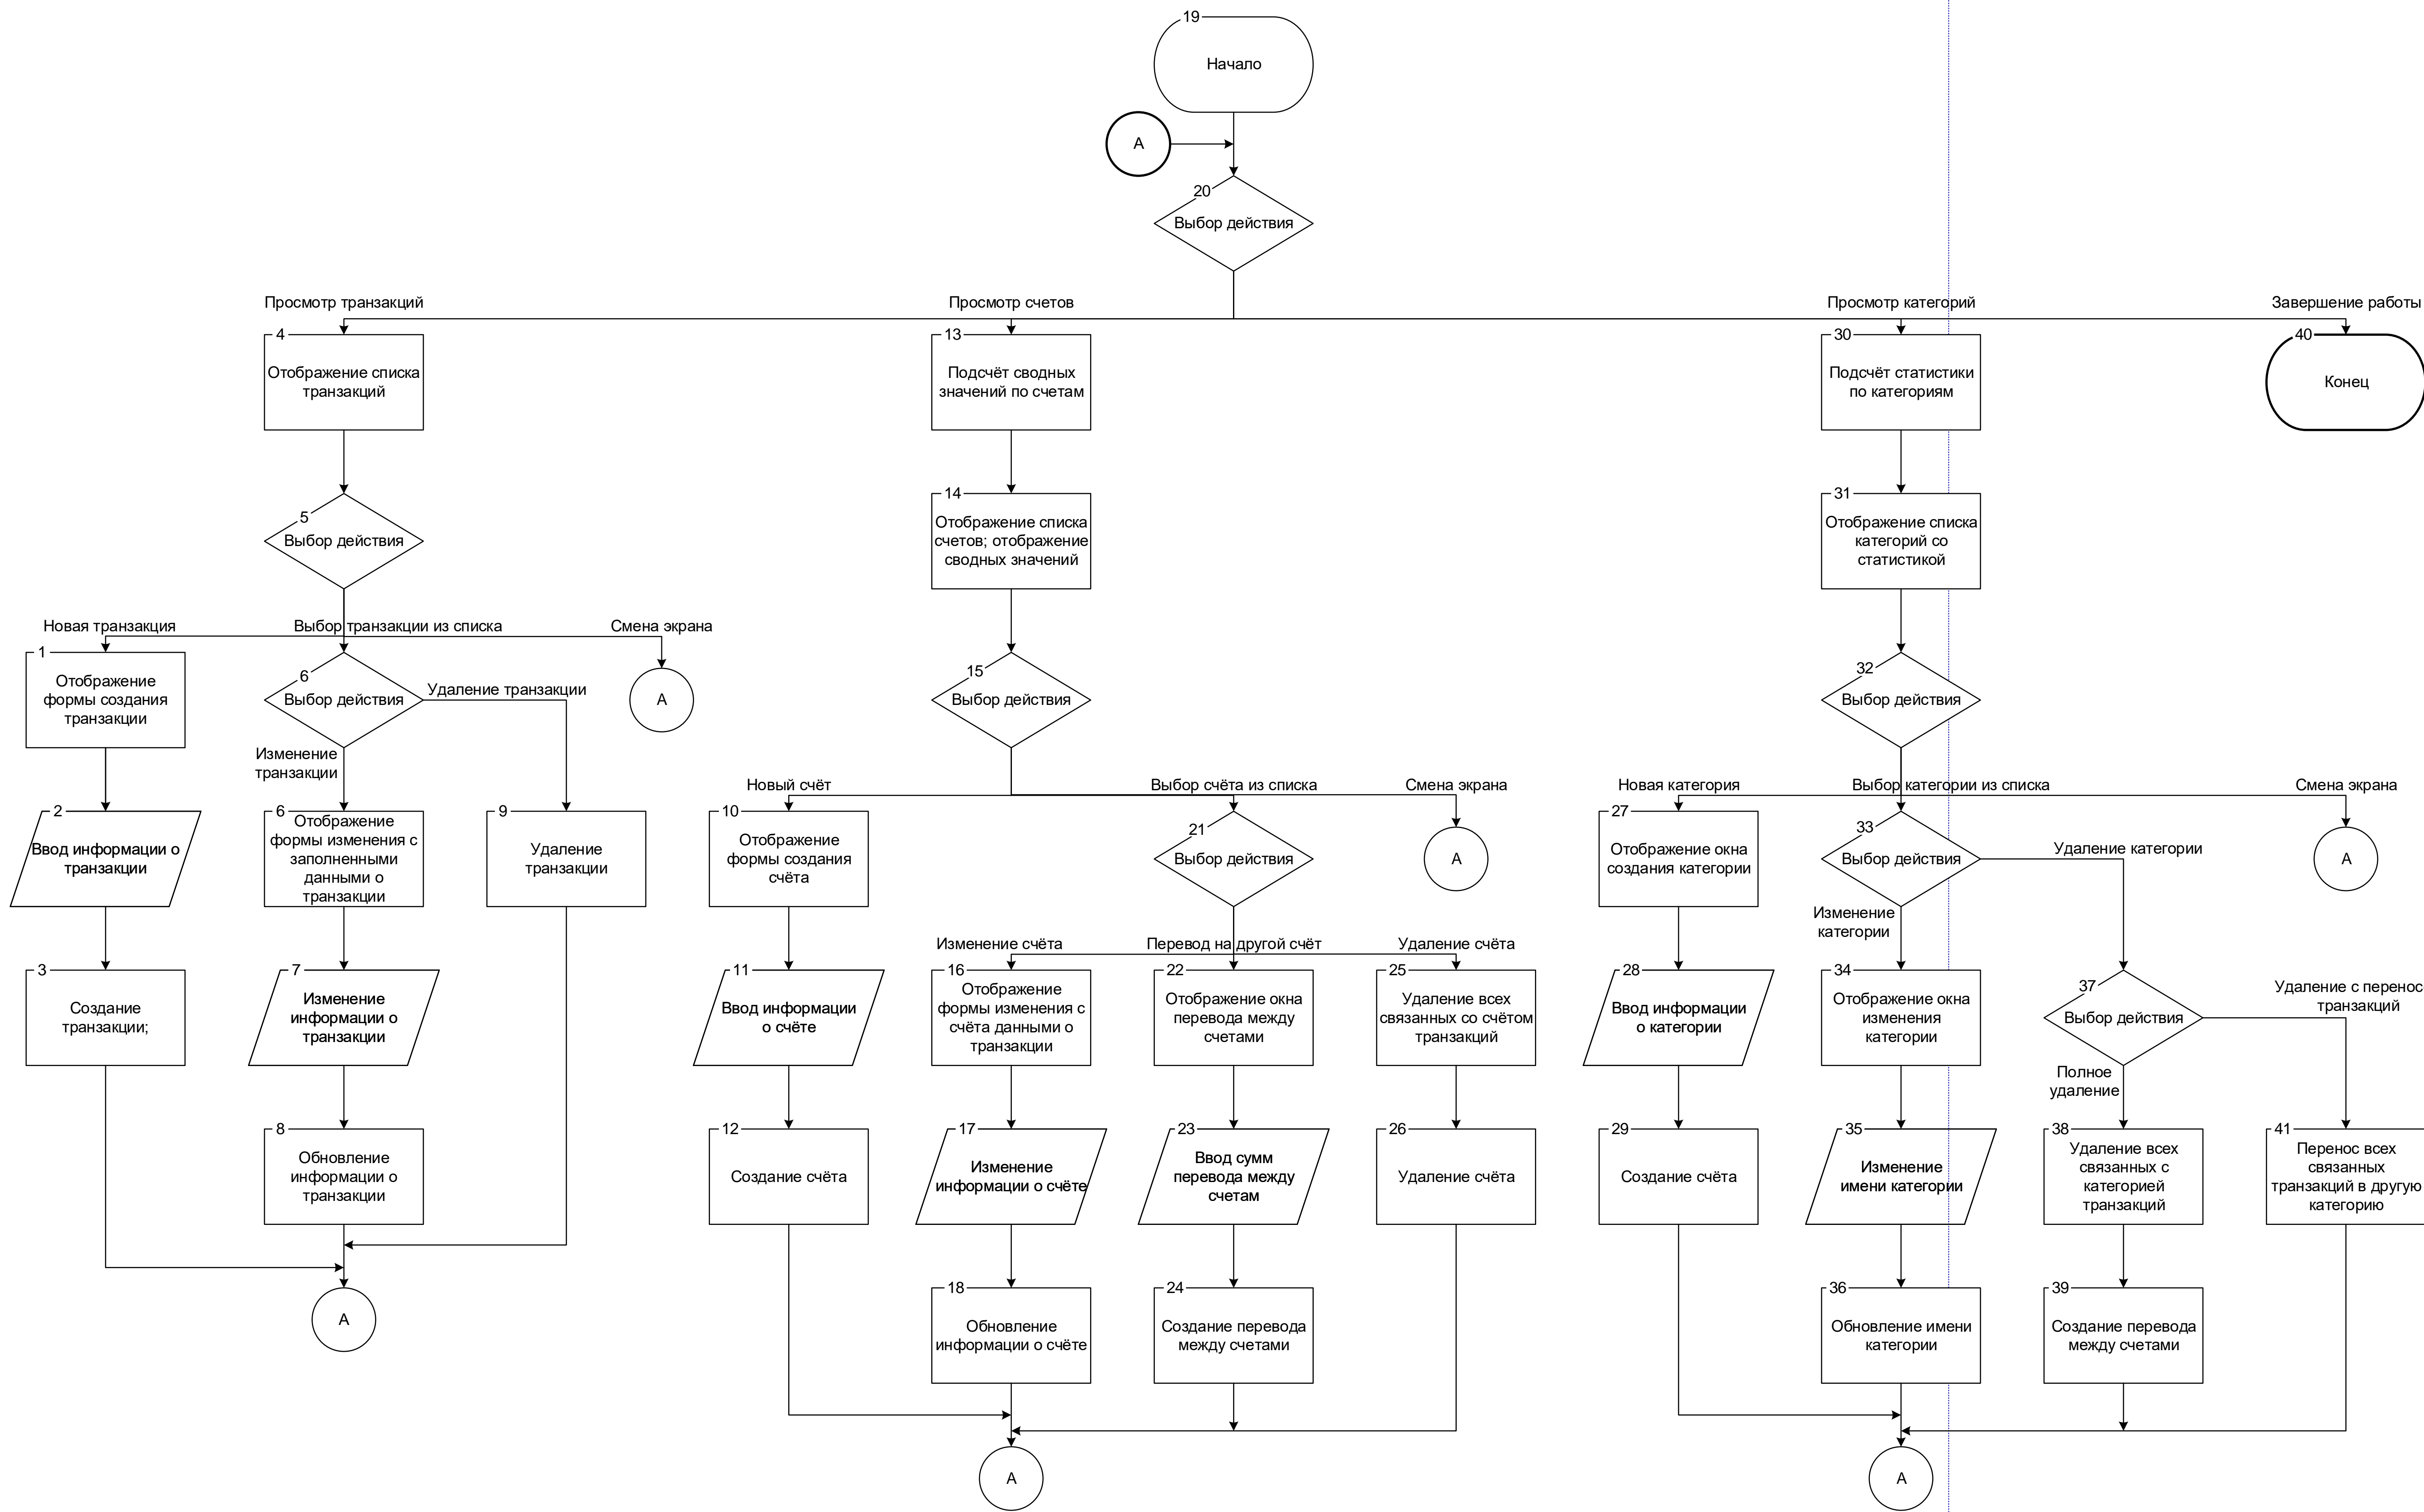 19
Начало
А
20
Выбор действия
Просмотр транзакций
Просмотр счетов
Просмотр категорий
Завершение работы
4
Отображение списка
транзакций
13
Подсчёт сводных
значений по счетам
30
Подсчёт статистики
по категориям
40
Конец
5
Выбор действия
14
Отображение списка
счетов; отображение
сводных значений
31
Отображение списка
категорий со
статистикой
Новая транзакция
Выбор транзакции из списка
Смена экрана
1
Отображение
формы создания
транзакции
6
Выбор действия
Удаление транзакции
А
15
Выбор действия
32
Выбор действия
Изменение
транзакции
Новый счёт
Выбор счёта из списка
Смена экрана
Новая категория
Выбор категории из списка
Смена экрана
2
Ввод информации о
транзакции
6
Отображение
формы изменения с
заполненными
данными о
транзакции
9
Удаление
транзакции
10
Отображение
формы создания
счёта
21
Выбор действия
А
27
Отображение окна
создания категории
33
Выбор действия
Удаление категории
А
Изменение
категории
Изменение счёта
Перевод на другой счёт
Удаление счёта
3
Создание
транзакции;
7
Изменение
информации о
транзакции
11
Ввод информации
о счёте
16
Отображение
формы изменения с
счёта данными о
транзакции
22
Отображение окна
перевода между
счетами
25
Удаление всех
связанных со счётом
транзакций
28
Ввод информации
о категории
34
Отображение окна
изменения
категории
37
Выбор действия
Удаление с перенос
транзакций
Полное
удаление
8
Обновление
информации о
транзакции
12
Создание счёта
17
Изменение
информации о счёте
23
Ввод сумм
перевода между
счетам
26
Удаление счёта
29
Создание счёта
35
Изменение
имени категории
38
Удаление всех
связанных с
категорией
транзакций
41
Перенос всех
связанных
транзакций в другую
категорию
А
18
Обновление
информации о счёте
24
Создание перевода
между счетами
36
Обновление имени
категории
39
Создание перевода
между счетами
А
А